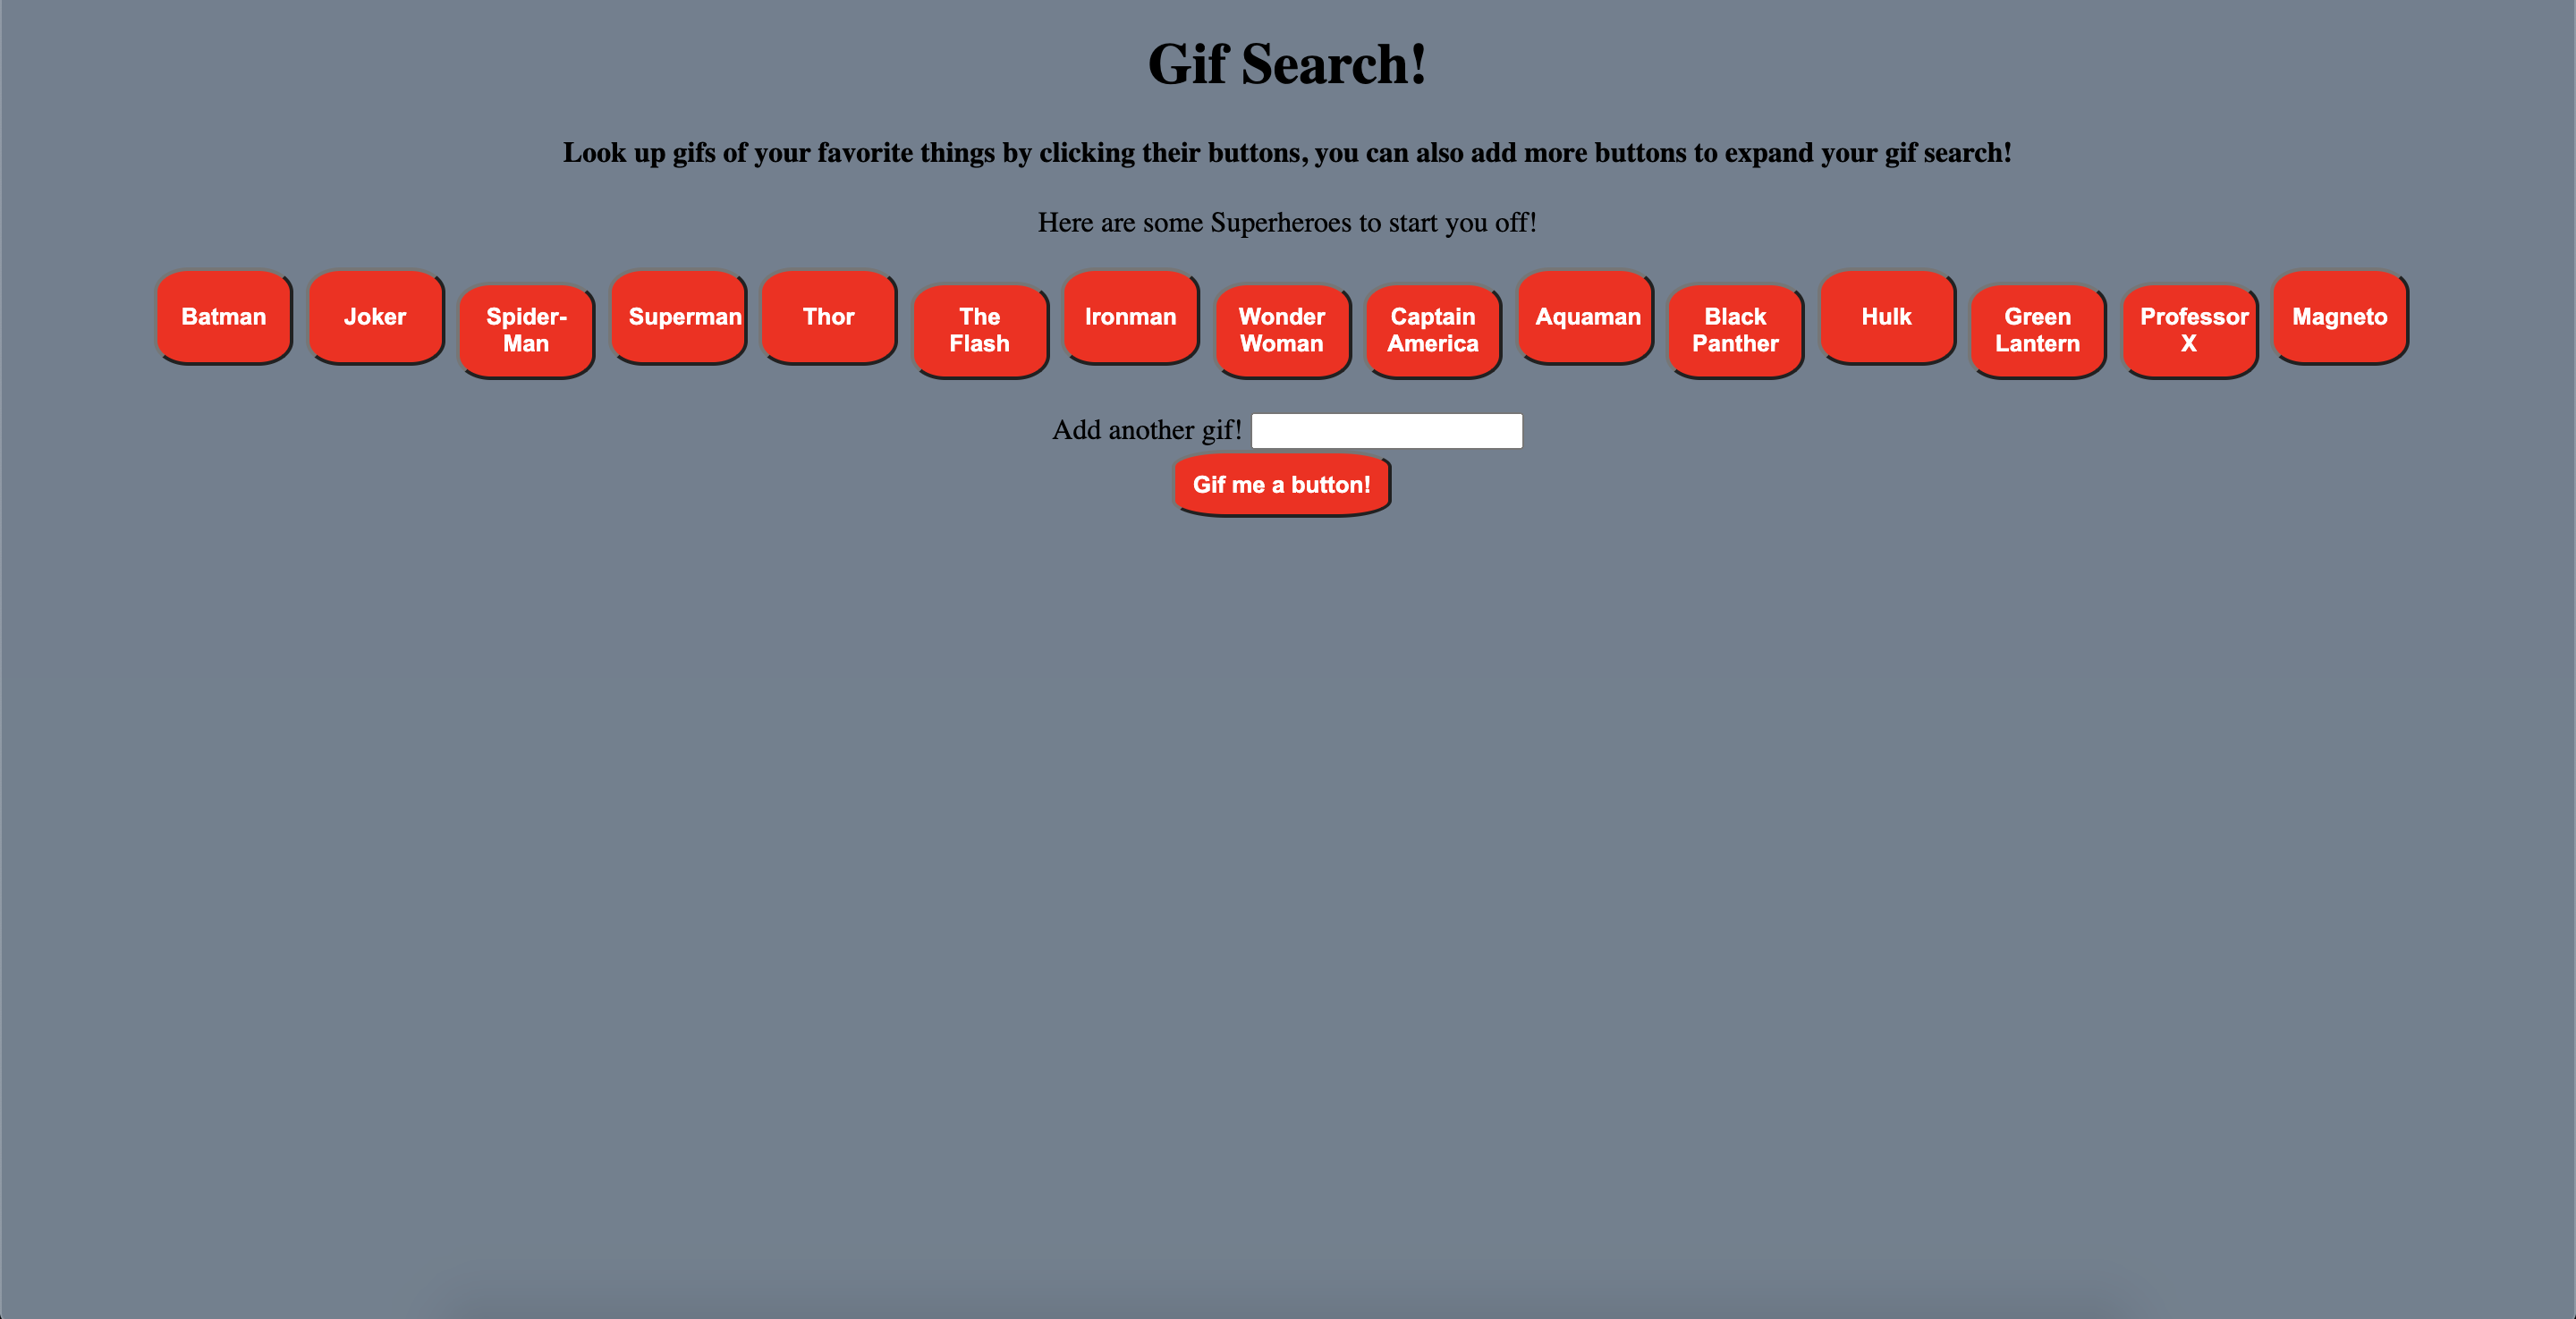 Gif Search!
Look up gifs of your favorite things by clicking their buttons, you can also add more buttons to expand your gif search!
Here are some Superheroes to start you off!
Batman
Joker
Spider-
Man
Superman
Thor
The
Flash
Ironman
Wonder
Woman
Captain
America
Aquaman
Black
Panther
Hulk
Green
Lantern
Professor
X
Magneto
Add another gif!
Gif me a button!